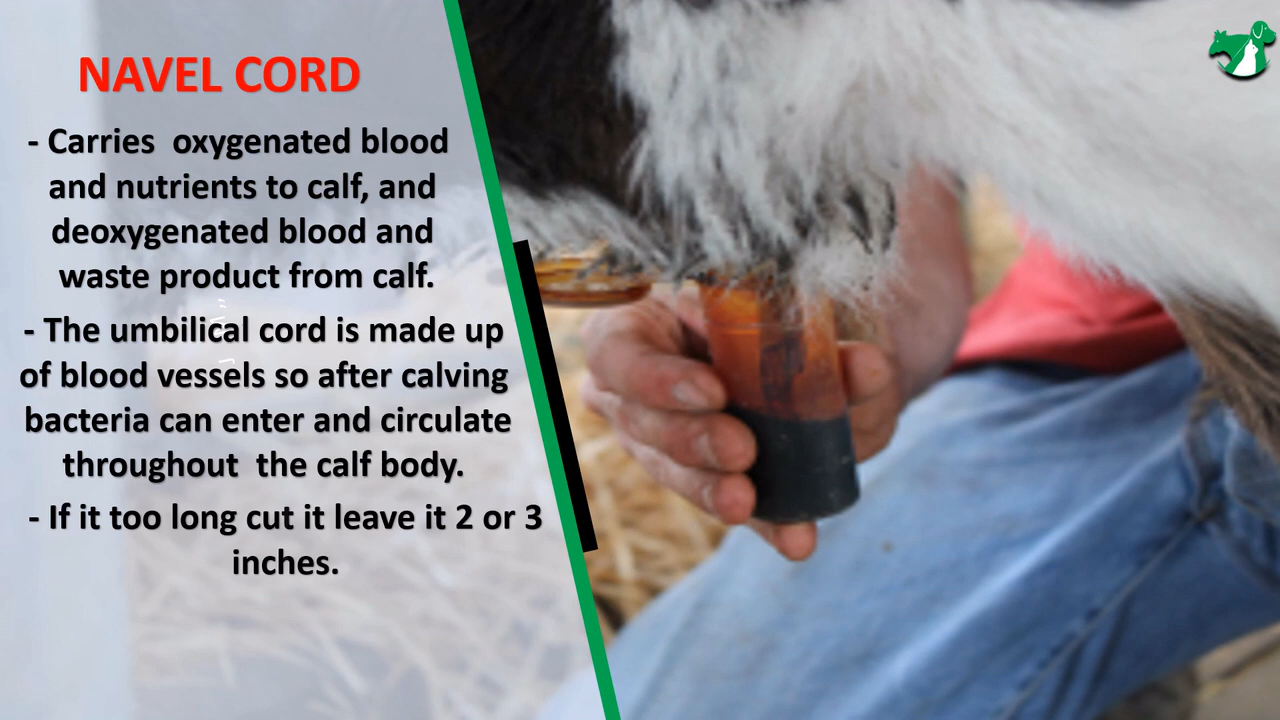 NAVEL CORD
- Carries  oxygenated blood
and nutrients to calf, and
deoxygenated blood and
waste product from calf.
- The umbilical cord is made up
of blood vessels so after calving
bacteria can enter and circulate
throughout  the calf body.
- If it too long cut it leave it 2 or 3
inches.